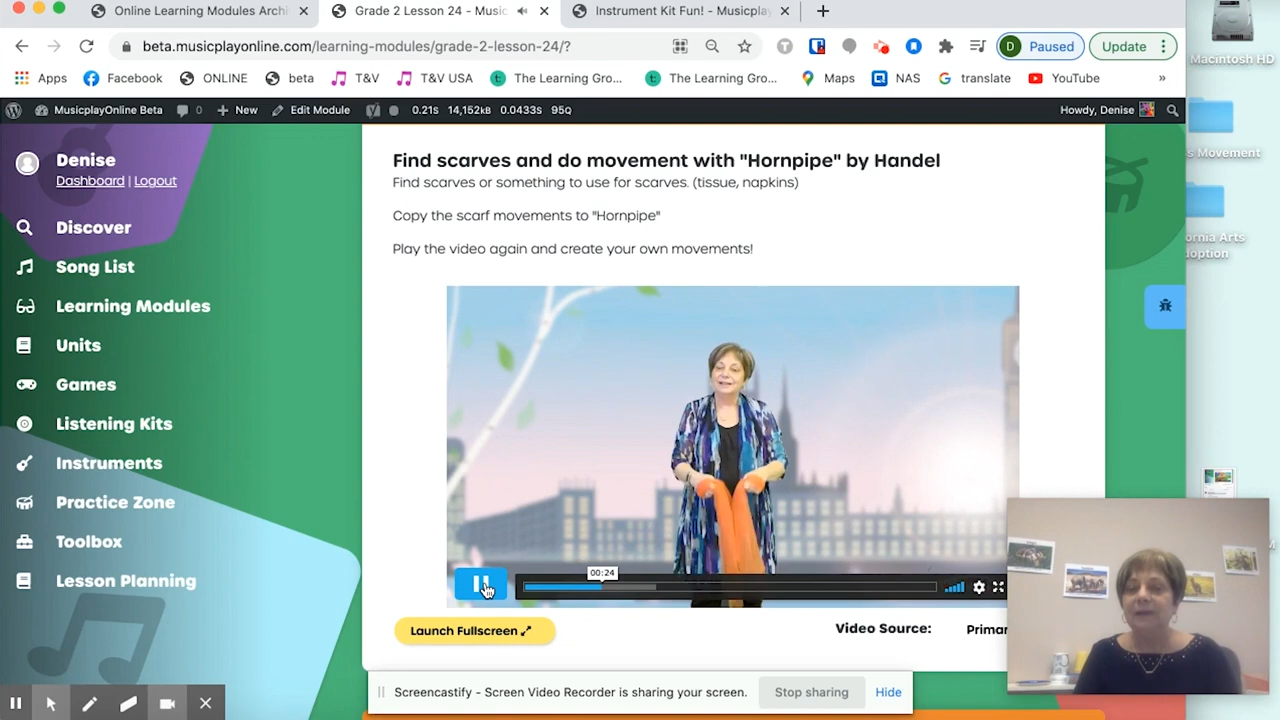 Online Learning Modules Archi
Grade 2 Lesson 24 - Music
Instrument Kit Fun! - Musicplay
Macintosh HD
beta.musicplayonline.com/learning-modules/grade-2-lesson-24/?
T
D
Paused
Update
Apps
Facebook
ONLINE
beta
T&V
T&V USA
The Learning Gro...
The Learning Gro...
Maps
NAS
translate
YouTube
»
MusicplayOnline Beta
0
New
Edit Module
0.21s
14,152kB
0.0433s
95Q
Howdy, Denise
s Movement
Denise
Dashboard | Logout
Discover
Song List
Learning Modules
Units
Games
Listening Kits
Instruments
Practice Zone
Toolbox
Lesson Planning
Find scarves and do movement with "Hornpipe" by Handel
Find scarves or something to use for scarves. (tissue, napkins)
Copy the scarf movements to "Hornpipe"
Play the video again and create your own movements!
ornia Arts
doption
00:24
Launch Fullscreen
Video Source:
Primar
Screencastify - Screen Video Recorder is sharing your screen.
Stop sharing
Hide